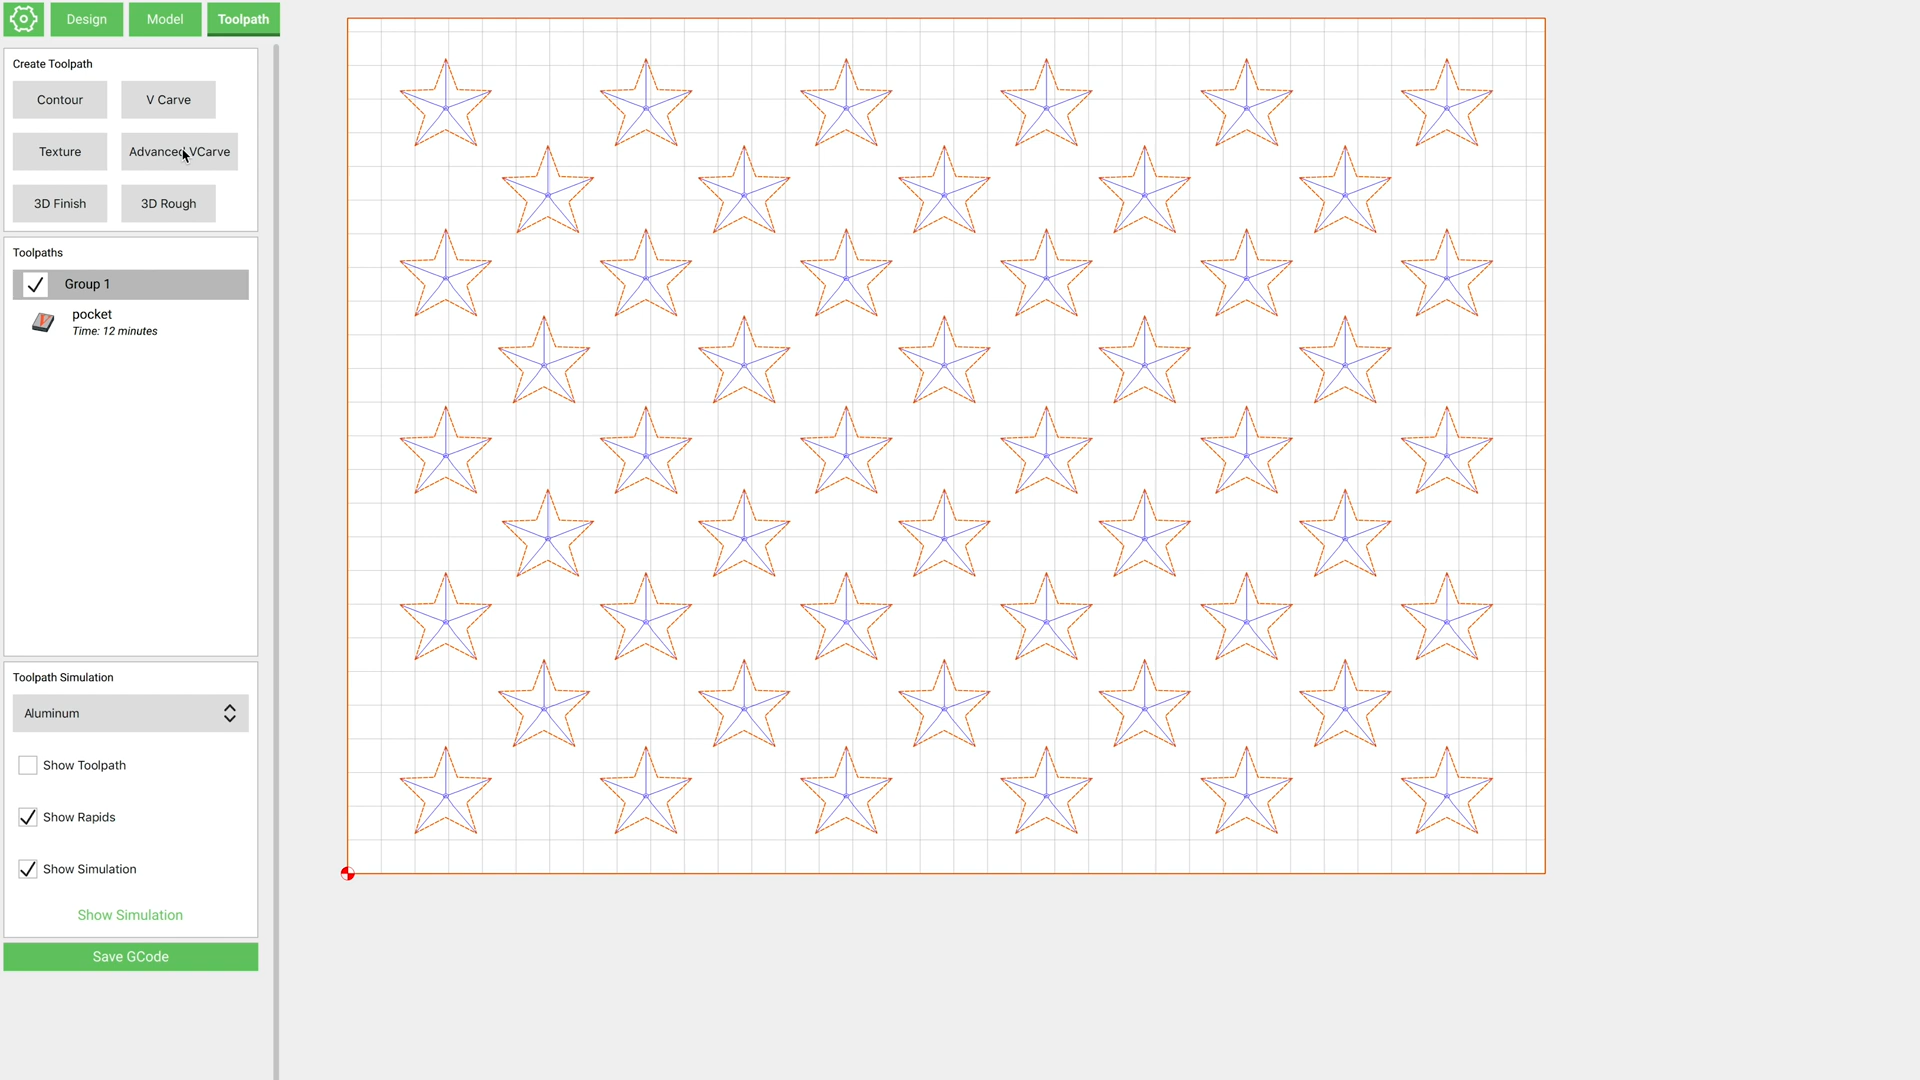 Design
Model
Toolpath
Create Toolpath
Contour
V Carve
Texture
Advanced VCarve
3D Finish
3D Rough
Toolpaths
Group 1
pocket
Time: 12 minutes
Toolpath Simulation
Aluminum
Show Toolpath
Show Rapids
Show Simulation
Show Simulation
Save GCode